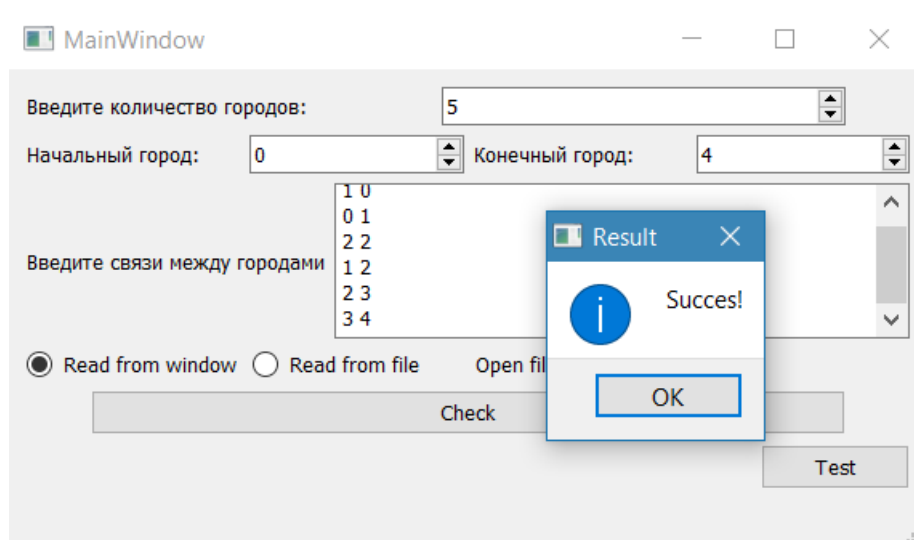 MainWindow
Введите количество городов: 5
Начальный город: 0 Конечный город: 4
1 0
0 1
2 2
Введите связи между городами 1 2
2 3
3 4
Result
Succes!
OK
Read from window Read from file Open fil
Check
Test